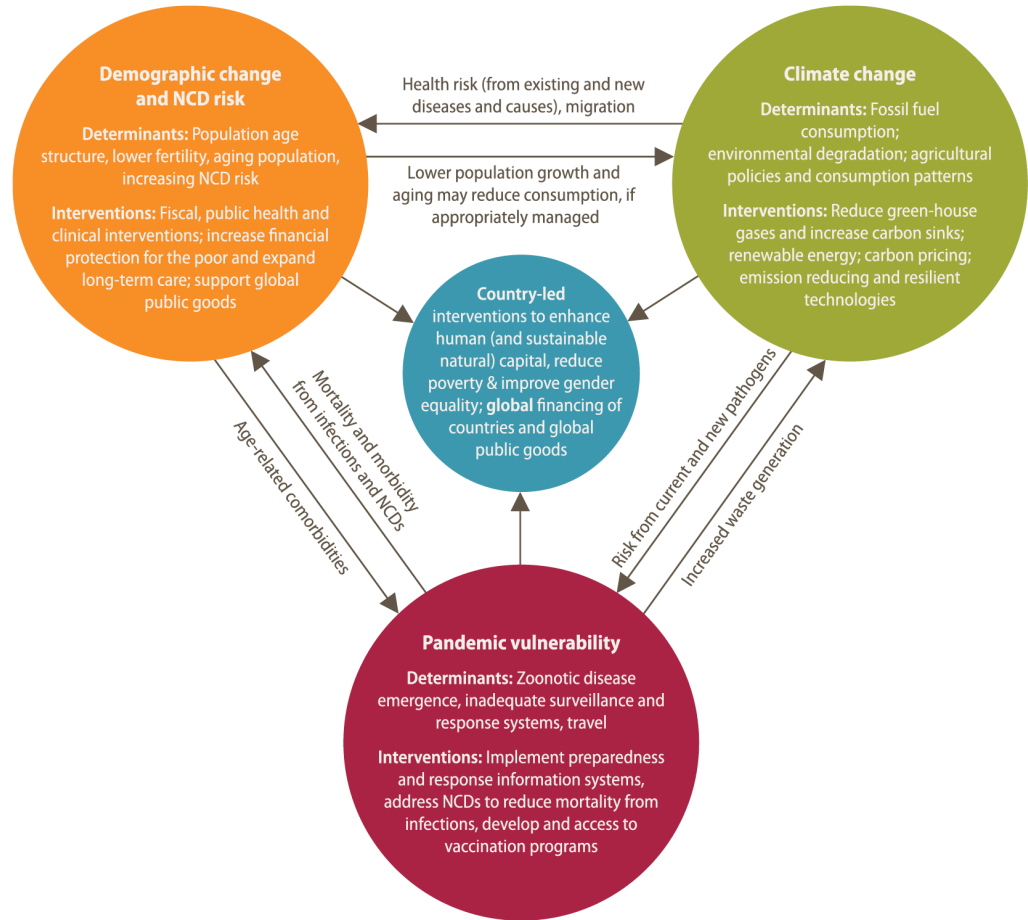 Demographic change
and NCD risk
Determinants: Population age
structure, lower fertility, aging population,
increasing NCD risk
Interventions: Fiscal, public health and
clinical interventions; increase financial
protection for the poor and expand
long-term care; support global
public goods
Health risk (from existing and new
diseases and causes), migration
Lower population growth and
aging may reduce consumption, if
appropriately managed
Climate change
Determinants: Fossil fuel
consumption;
environmental degradation; agricultural
policies and consumption patterns
Interventions: Reduce green-house
gases and increase carbon sinks;
renewable energy; carbon pricing;
emission reducing and resilient
technologies
Country-led
interventions to enhance
human (and sustainable
natural) capital, reduce
poverty & improve gender
equality; global financing of
countries and global
public goods
Age-related comorbidities
Mortality and morbidity
from infections and NCDs
Risk from current and new pathogens
Increased waste generation
Pandemic vulnerability
Determinants: Zoonotic disease
emergence, inadequate surveillance and
response systems, travel
Interventions: Implement preparedness
and response information systems,
address NCDs to reduce mortality from
infections, develop and access to
vaccination programs